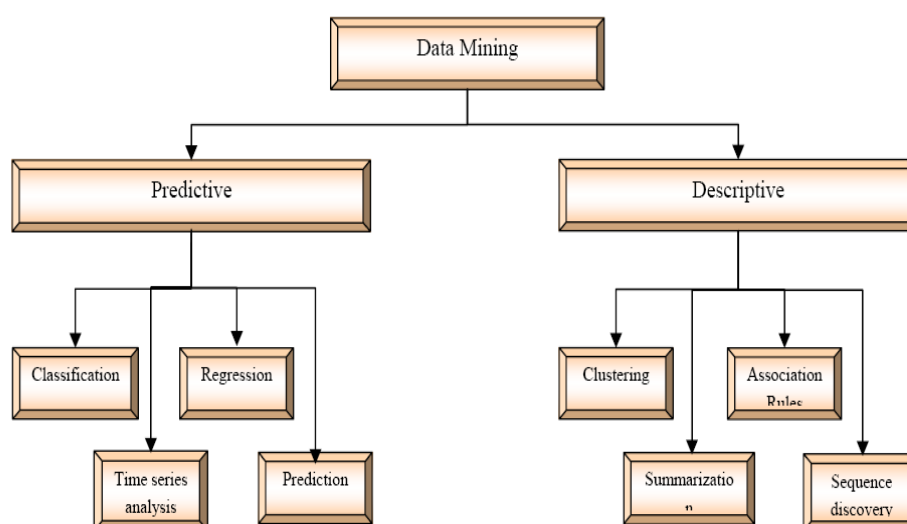 Data Mining
Predictive
Descriptive
Classification
Regression
Clustering
Association
Rules
Time series
analysis
Prediction
Summarizatio
n
Sequence
discovery